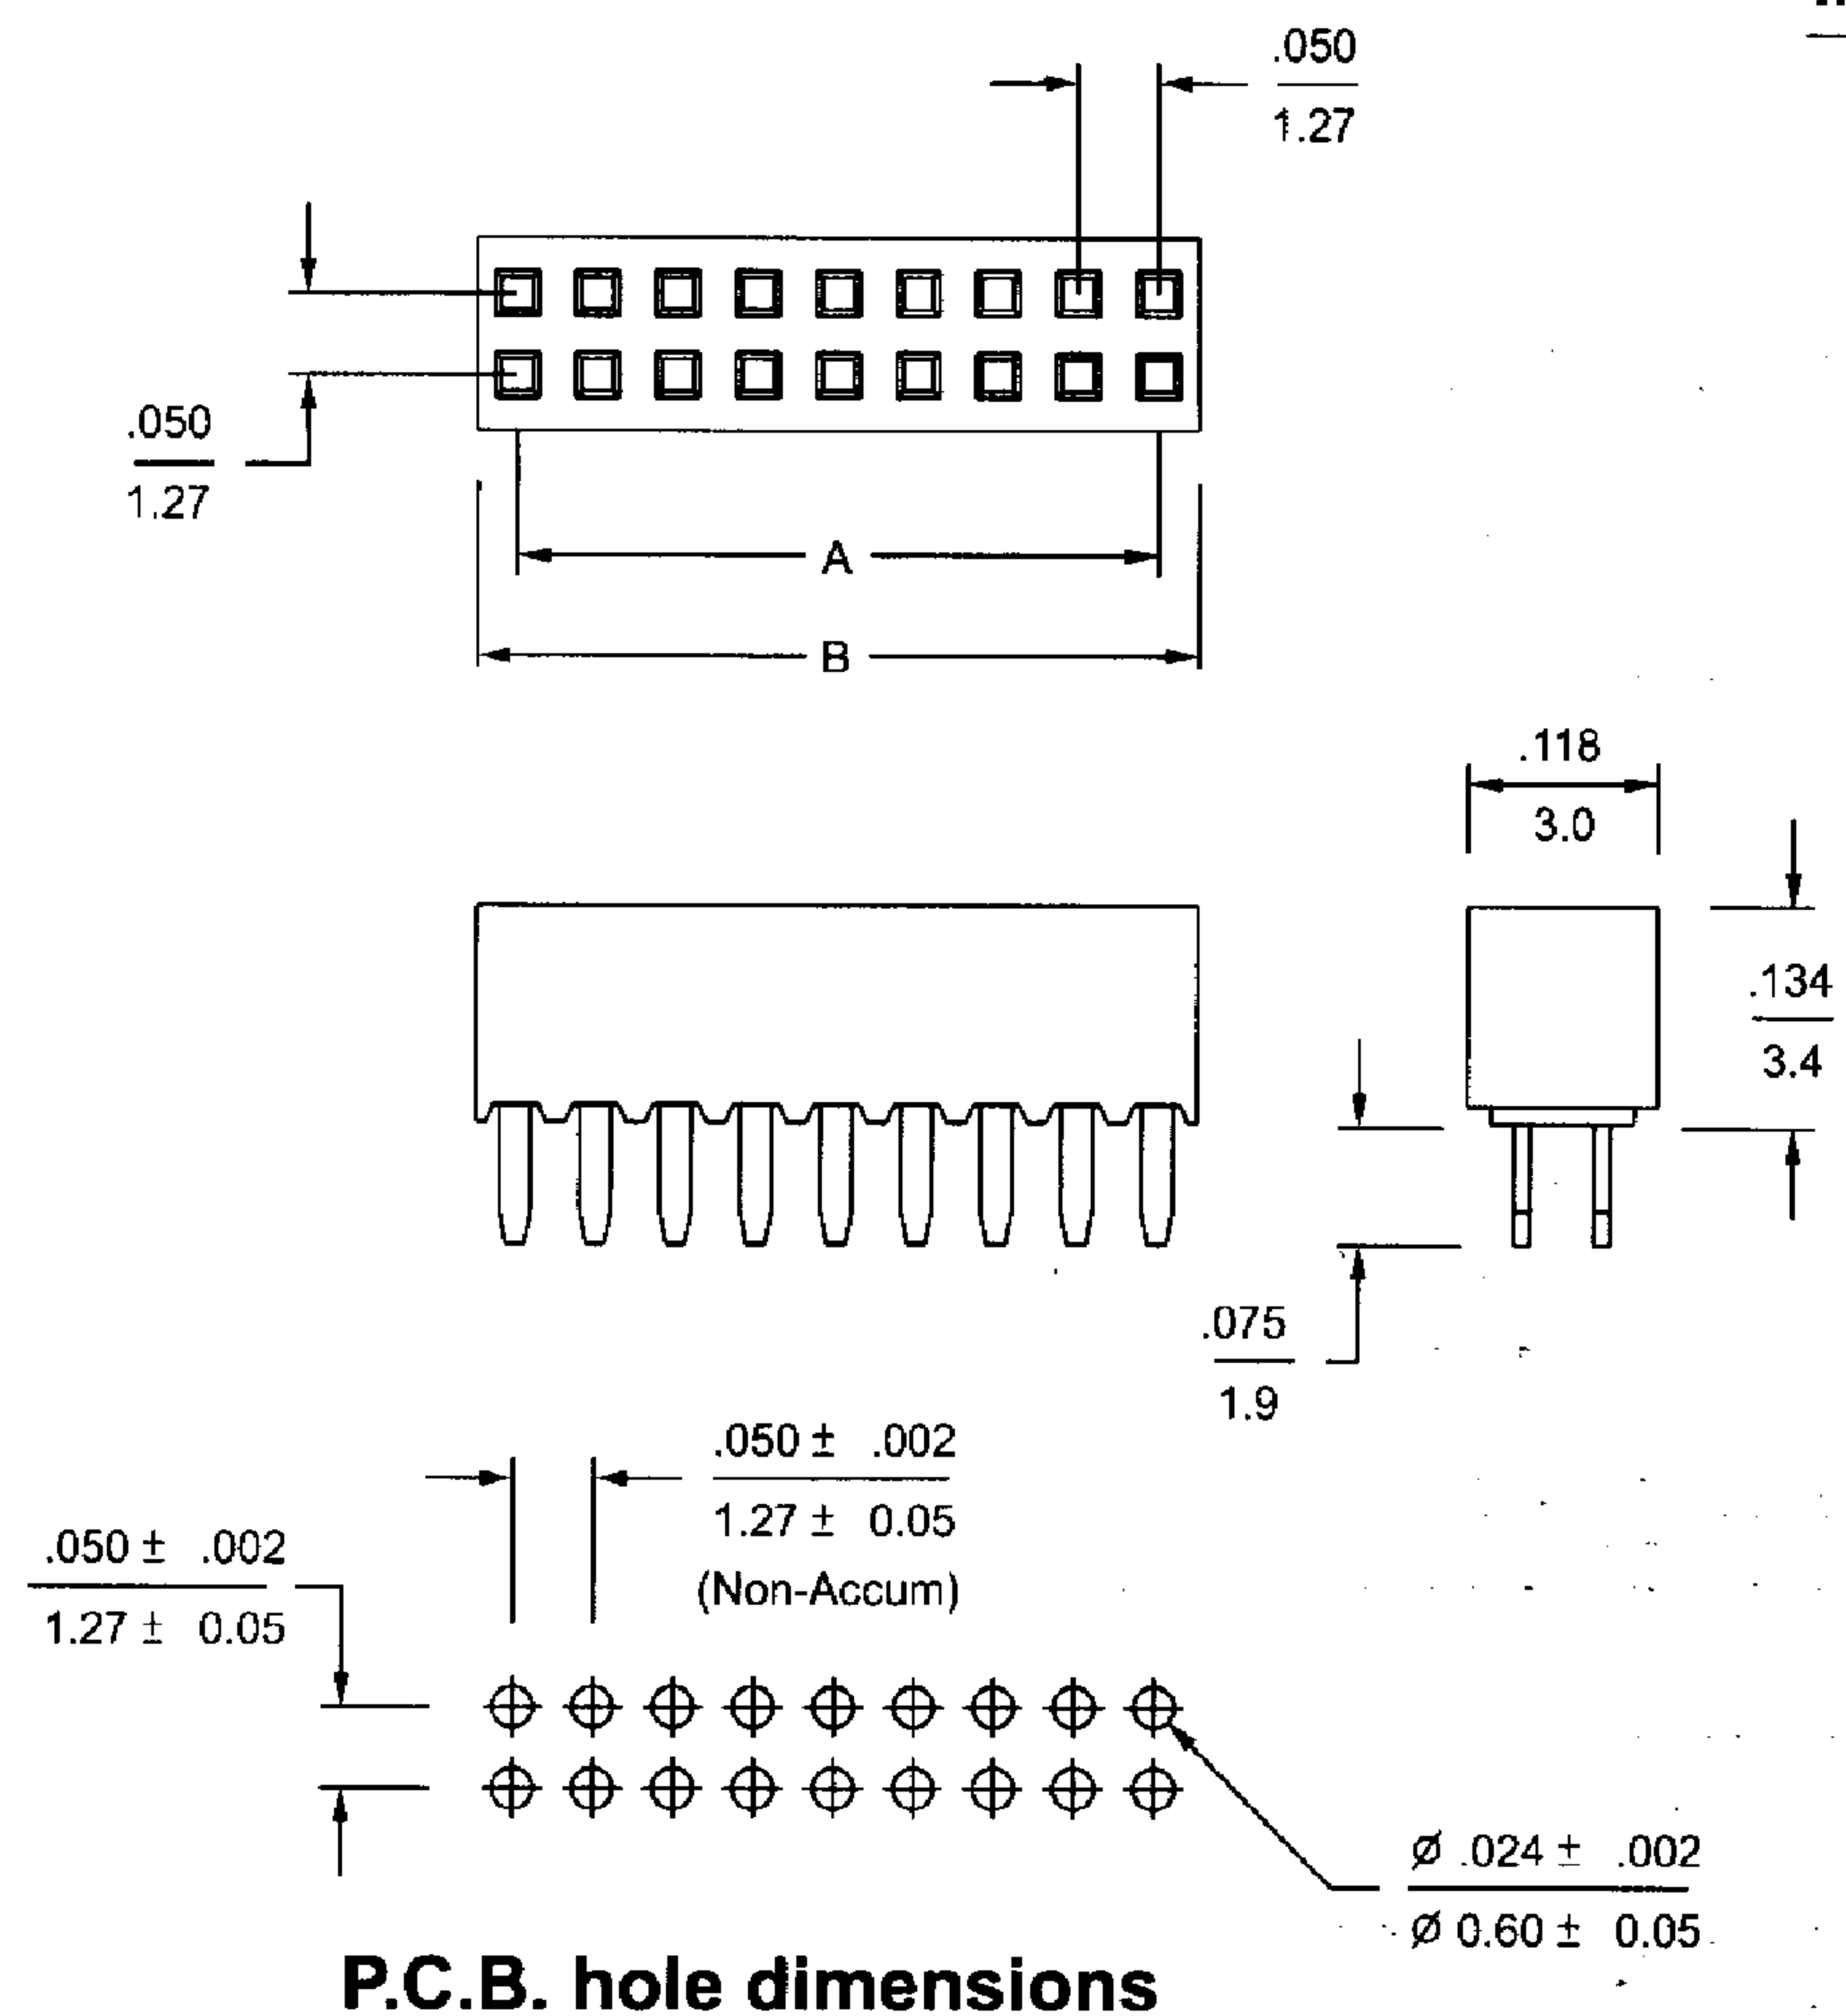 .050
1.27
.050
1.27
A
B
.118
3.0
.134
3.4
.075
1.9
.050 ± .002
1.27 ± 0.05
(Non-Accum)
.050 ± .002
1.27 ± 0.05
Ø .024 ± .002
Ø 0.60 ± 0.05
P.C.B. hole dimensions